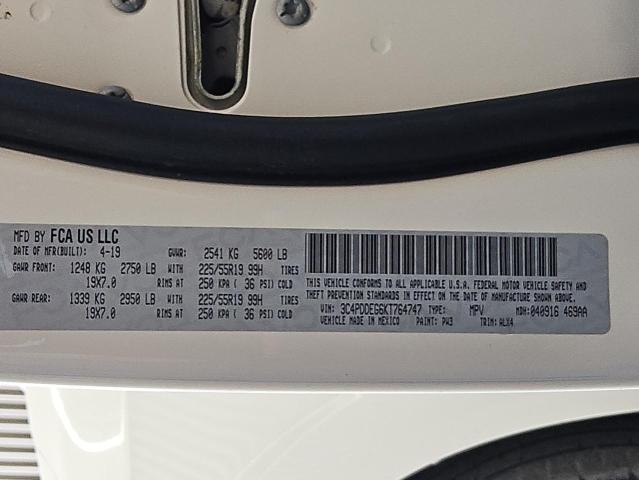 MFD BY FCA US LLC
DATE OF MFR(BUILT): 4-19 GVWR: 2541 KG 5600 LB
GAWR FRONT: 1248 KG 2750 LB WITH 225/55R19 99H TIRES
19X7.0 RIMS AT 250 KPA ( 36 PSI) COLD
GAWR REAR: 1339 KG 2950 LB WITH 225/55R19 99H TIRES
19X7.0 RIMS AT 250 KPA ( 36 PSI) COLD
THIS VEHICLE CONFORMS TO ALL APPLICABLE U.S.A. FEDERAL MOTOR VEHICLE SAFETY AND
THEFT PREVENTION STANDARDS IN EFFECT ON THE DATE OF MANUFACTURE SHOWN ABOVE.
VIN: 3C4PDDEG6KT764747 TYPE: MPV MDH:040916 469AA
VEHICLE MADE IN MEXICO PAINT: PW3 TRIM: ALX4